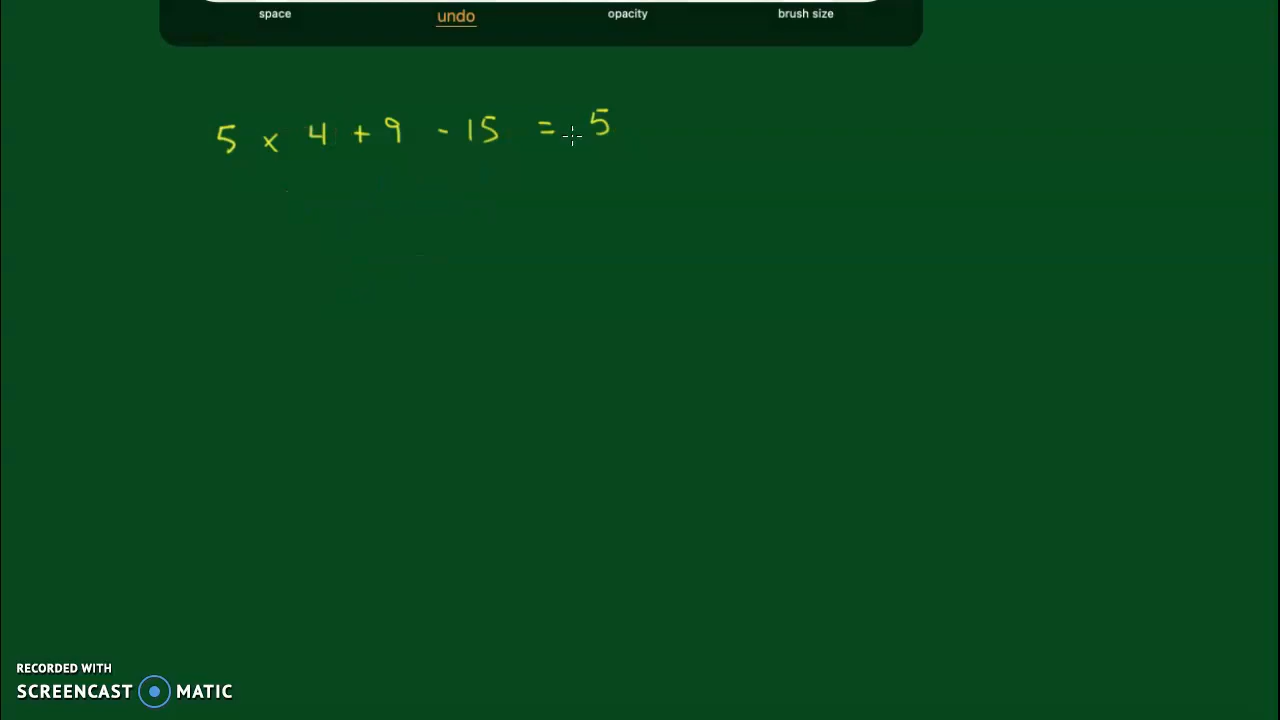 space undo opacity brush size
5 × 4 + 9 - 15 = 5
RECORDED WITH
SCREENCAST MATIC